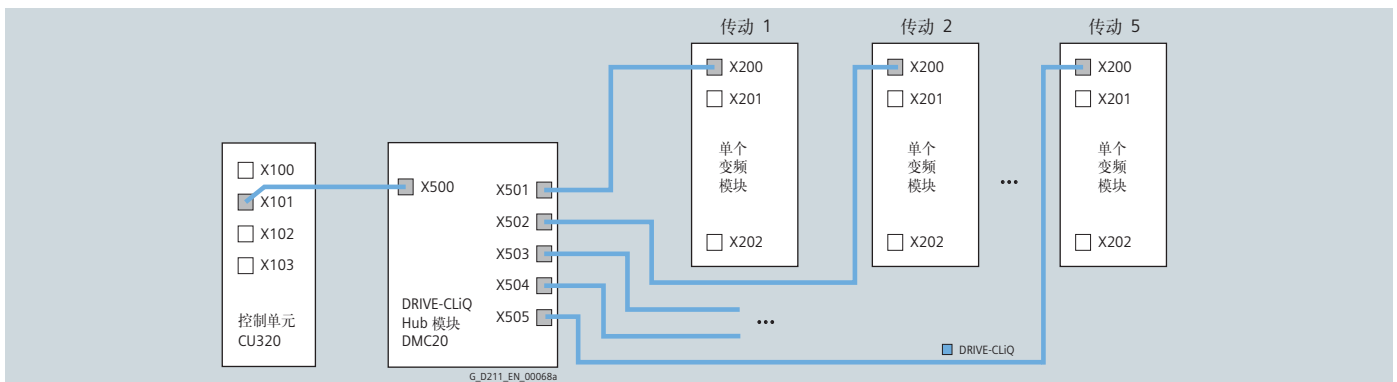 传动 1
传动 2
传动 5
X200
X201
单个
变频
模块
X202
X200
X201
单个
变频
模块
X202
...
X200
X201
单个
变频
模块
X202
X100
X101
X102
X103
控制单元
CU320
X500
X501
X502
X503
X504
X505
DRIVE-CLiQ
Hub 模块
DMC20
...
DRIVE-CLiQ
G_D211_EN_00068a